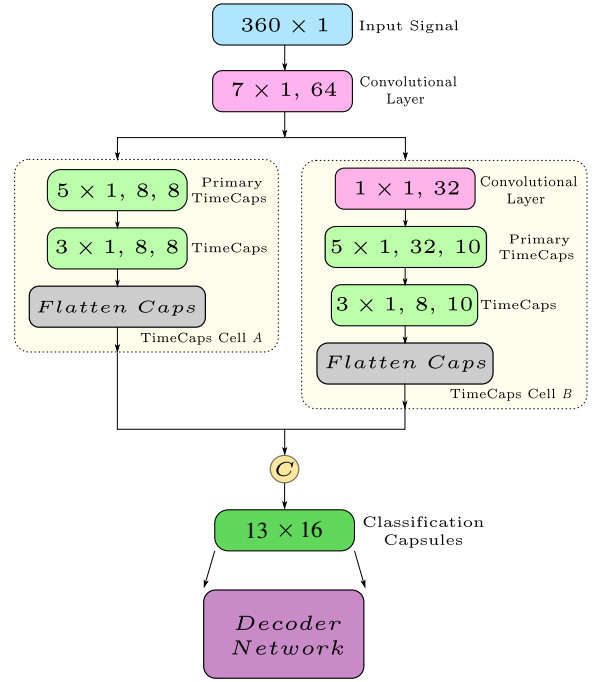 360 × 1 Input Signal
7 × 1, 64 Convolutional
Layer
5 × 1, 8, 8 Primary
TimeCaps
3 × 1, 8, 8 TimeCaps
Flatten Caps
TimeCaps Cell A
1 × 1, 32 Convolutional
Layer
5 × 1, 32, 10 Primary
TimeCaps
3 × 1, 8, 10 TimeCaps
Flatten Caps
TimeCaps Cell B
C
13 × 16 Classification
Capsules
Decoder
Network